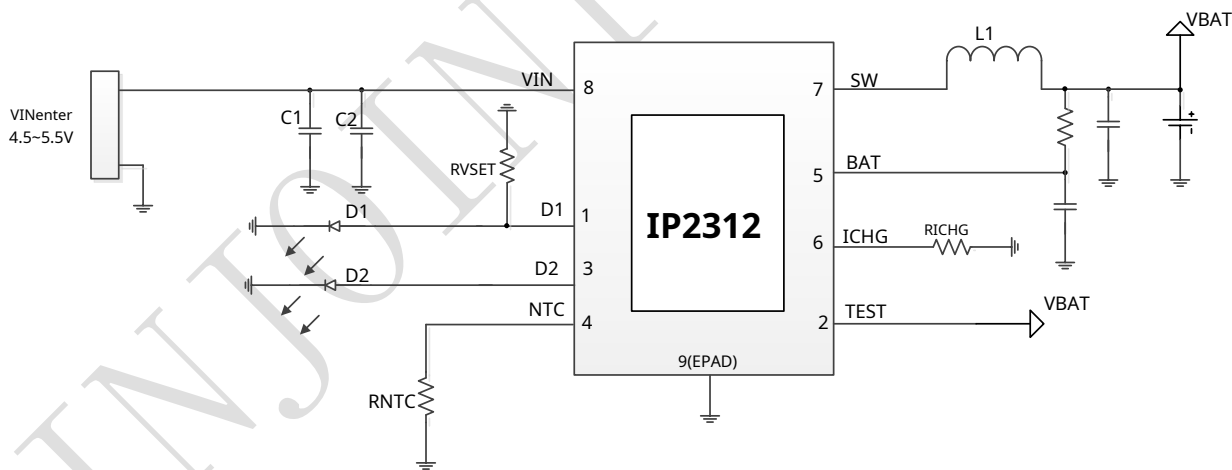 VBAT
L1
VINenter
4.5~5.5V
VIN
8
7
SW
C1
C2
RVSET
+
-
5
BAT
D1
D1
1
IP2312
6
ICHG
RICHG
D2
D2
3
NTC
4
2
TEST
VBAT
9(EPAD)
RNTC
INJOINI